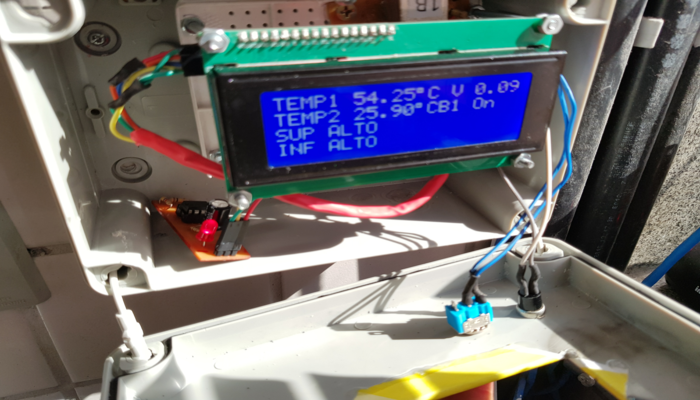 TEMP1 54.25°C V 0.09
TEMP2 25.90°CB1 On
SUP ALTO
INF ALTO